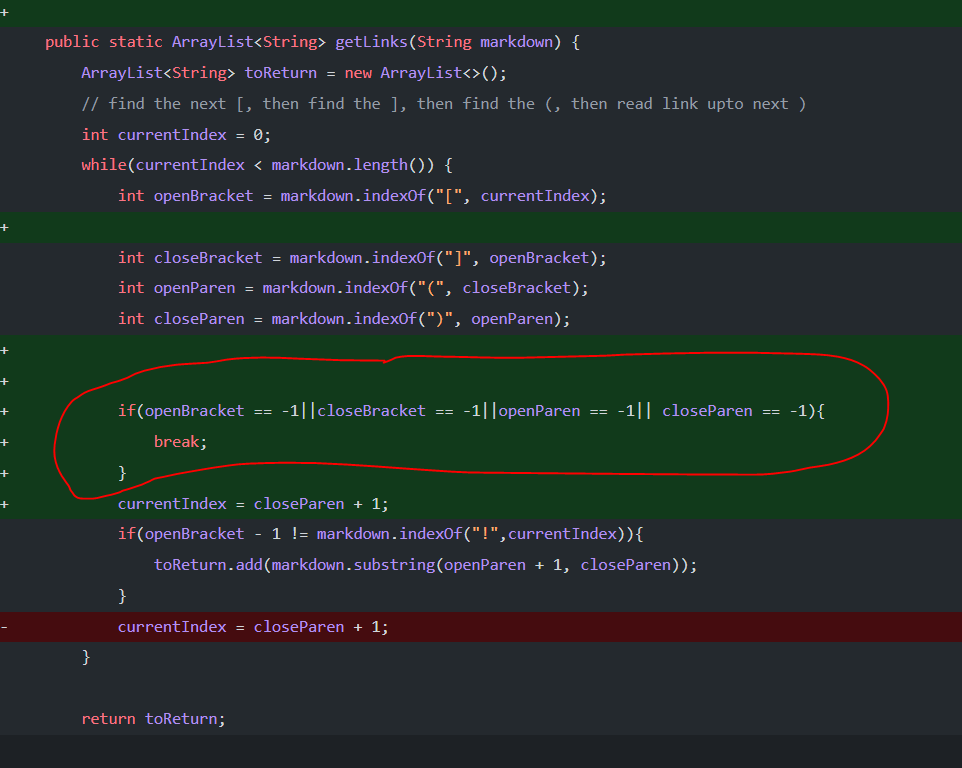 +
public static ArrayList<String> getLinks(String markdown) {
ArrayList<String> toReturn = new ArrayList<>();
// find the next [, then find the ], then find the (, then read link upto next )
int currentIndex = 0;
while(currentIndex < markdown.length()) {
int openBracket = markdown.indexOf("[", currentIndex);
+
int closeBracket = markdown.indexOf("]", openBracket);
int openParen = markdown.indexOf("(", closeBracket);
int closeParen = markdown.indexOf(")", openParen);
+
+
+ if(openBracket == -1||closeBracket == -1||openParen == -1|| closeParen == -1){
+ break;
+ }
+ currentIndex = closeParen + 1;
if(openBracket - 1 != markdown.indexOf("!",currentIndex)){
toReturn.add(markdown.substring(openParen + 1, closeParen));
}
- currentIndex = closeParen + 1;
}
return toReturn;